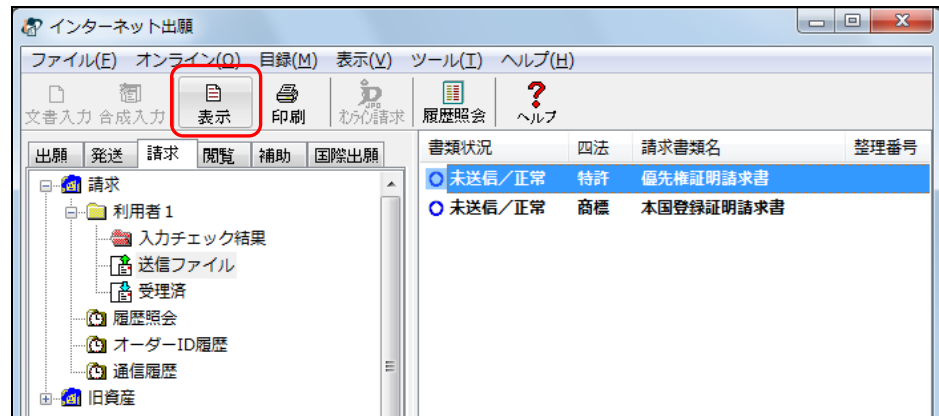 インターネット出願
ファイル(F) オンライン(O) 目録(M) 表示(V) ツール(T) ヘルプ(H)
文書入力 合成入力 表示 印刷 オンライン請求 履歴照会 ヘルプ
出願 発送 請求 閲覧 補助 国際出願
書類状況 四法 請求書類名 整理番号
請求
未送信／正常 特許 優先権証明請求書
利用者１
未送信／正常 商標 本国登録証明請求書
入力チェック結果
送信ファイル
受理済
履歴照会
オーダーID履歴
通信履歴
旧資産